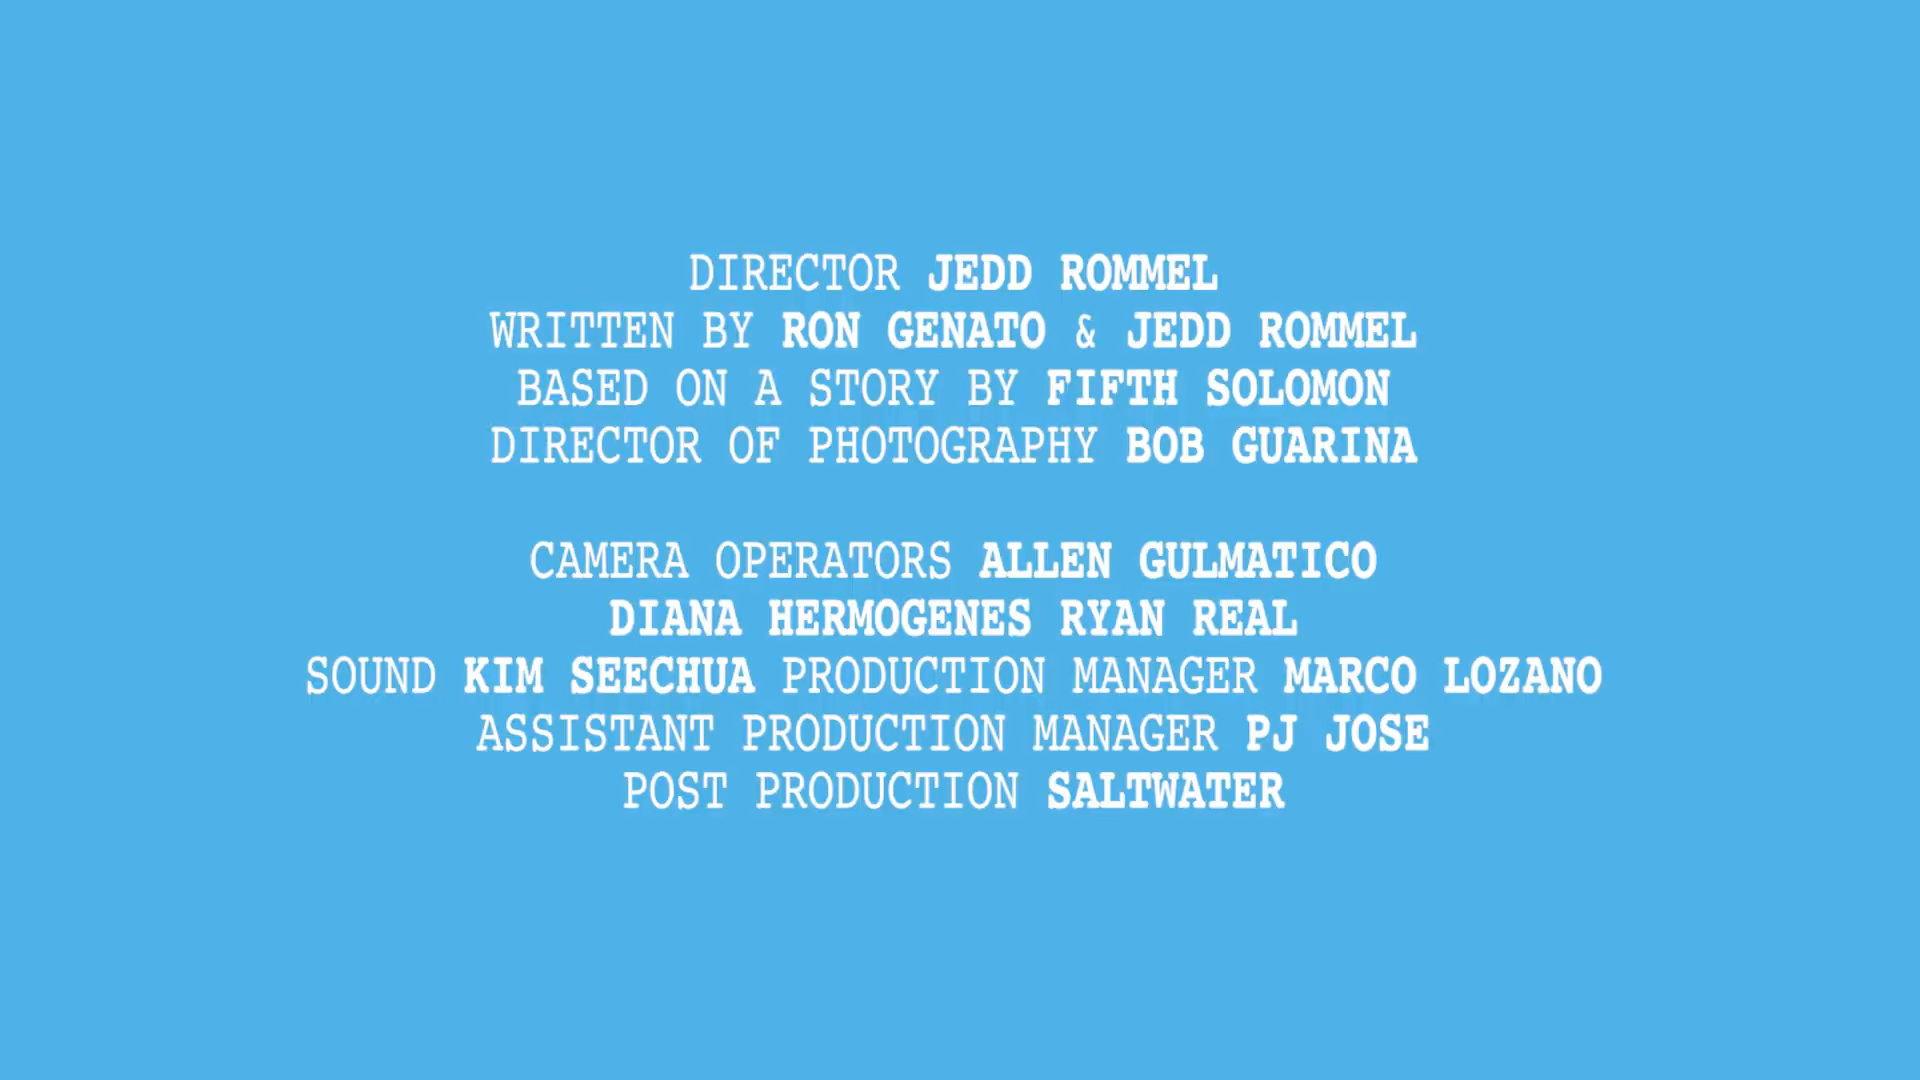 DIRECTOR JEDD ROMMEL
WRITTEN BY RON GENATO & JEDD ROMMEL
BASED ON A STORY BY FIFTH SOLOMON
DIRECTOR OF PHOTOGRAPHY BOB GUARINA
CAMERA OPERATORS ALLEN GULMATICO
DIANA HERMOGENES RYAN REAL
SOUND KIM SEECHUA PRODUCTION MANAGER MARCO LOZANO
ASSISTANT PRODUCTION MANAGER PJ JOSE
POST PRODUCTION SALTWATER